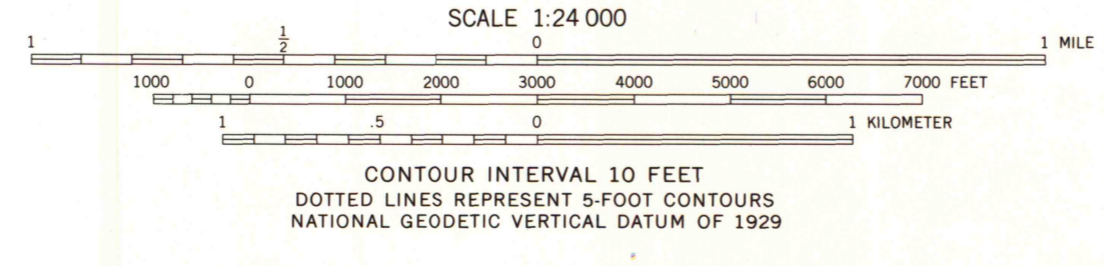 SCALE 1:24 000
1 1/2 0 1 MILE
1000 0 1000 2000 3000 4000 5000 6000 7000 FEET
1 .5 0 1 KILOMETER
CONTOUR INTERVAL 10 FEET
DOTTED LINES REPRESENT 5-FOOT CONTOURS
NATIONAL GEODETIC VERTICAL DATUM OF 1929